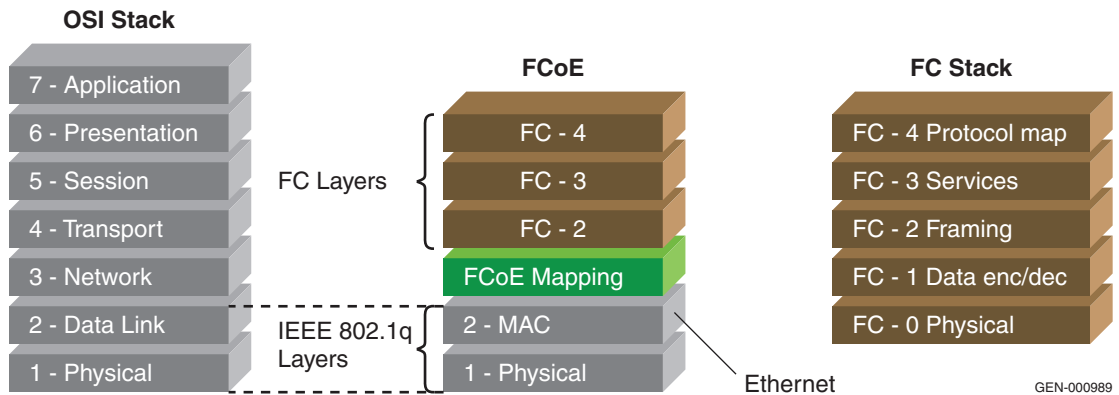 OSI Stack
7 - Application
6 - Presentation
5 - Session
4 - Transport
3 - Network
2 - Data Link
1 - Physical
FC Layers
IEEE 802.1q
Layers
FCoE
FC - 4
FC - 3
FC - 2
FCoE Mapping
2 - MAC
1 - Physical
Ethernet
FC Stack
FC - 4 Protocol map
FC - 3 Services
FC - 2 Framing
FC - 1 Data enc/dec
FC - 0 Physical
GEN-000989